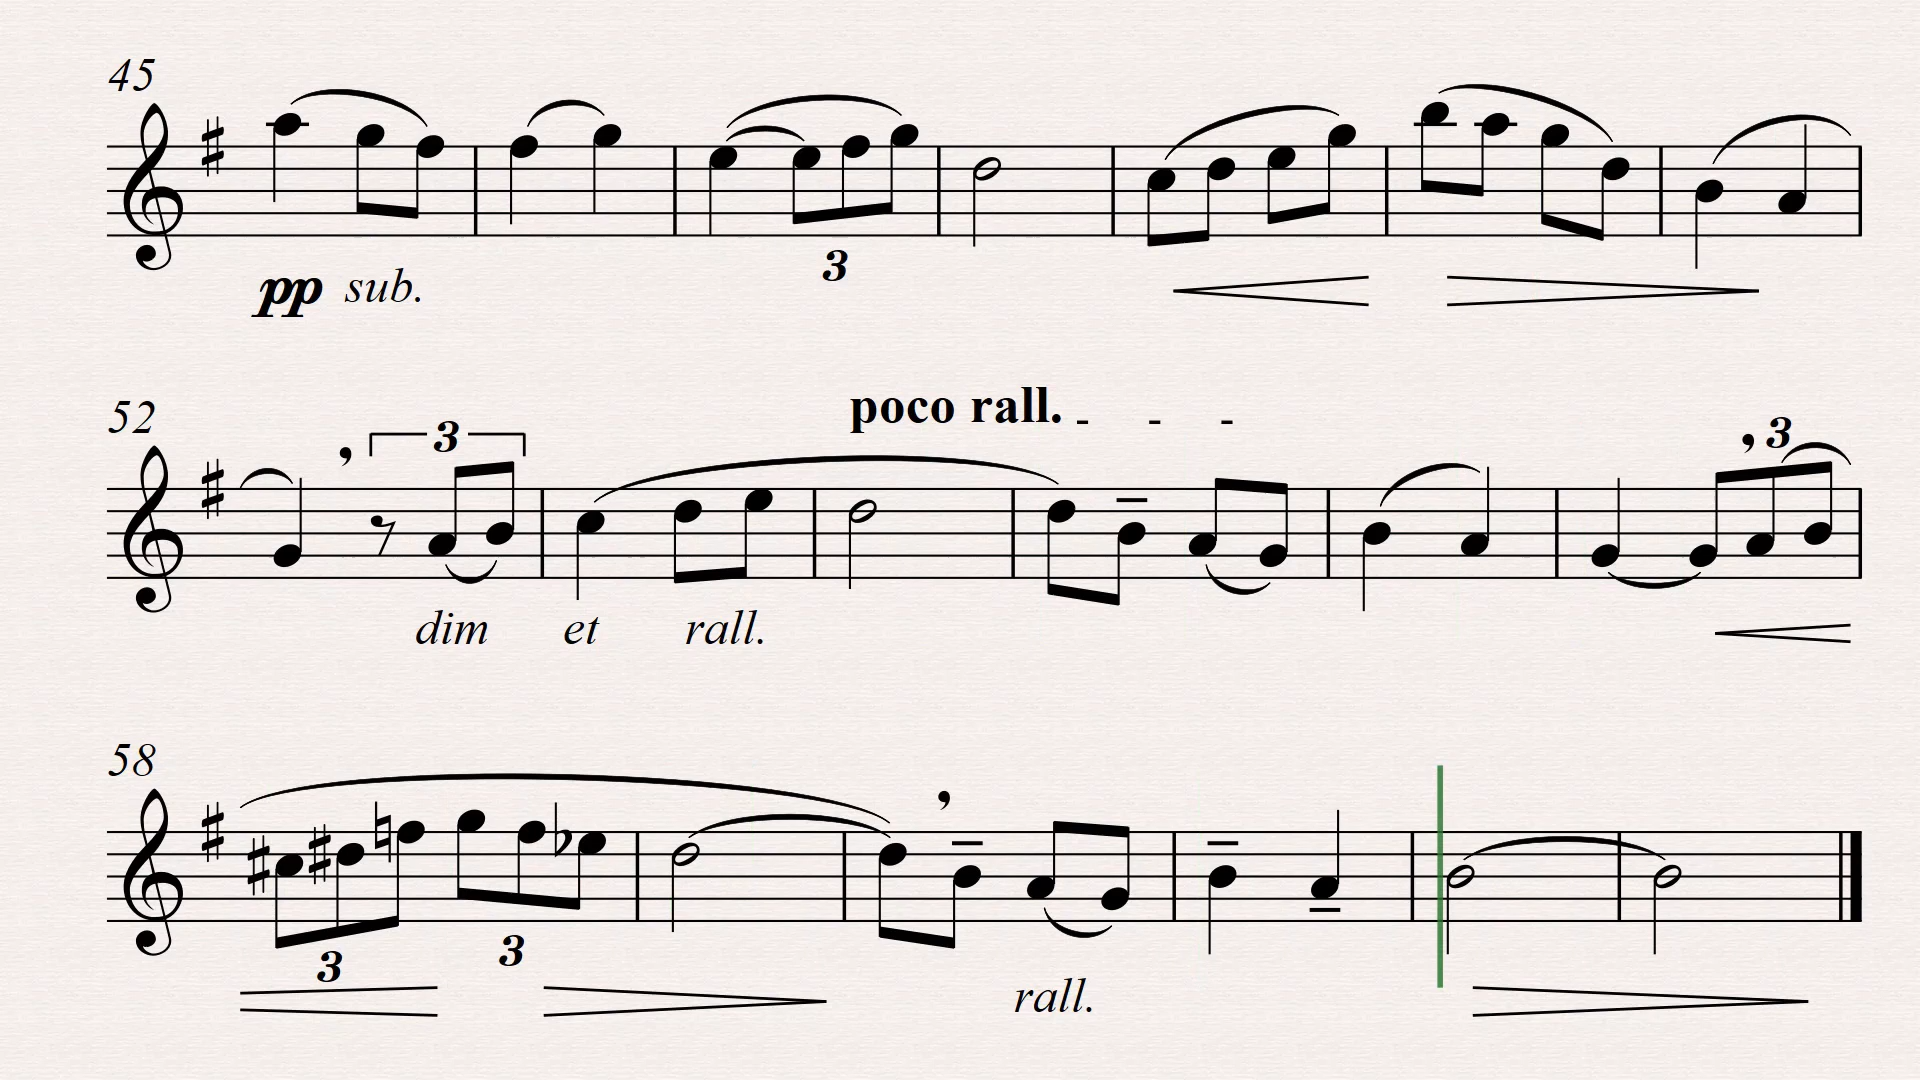 45
pp sub.
3
poco rall. - - -
52
3
3
dim et rall.
58
3
3
rall.